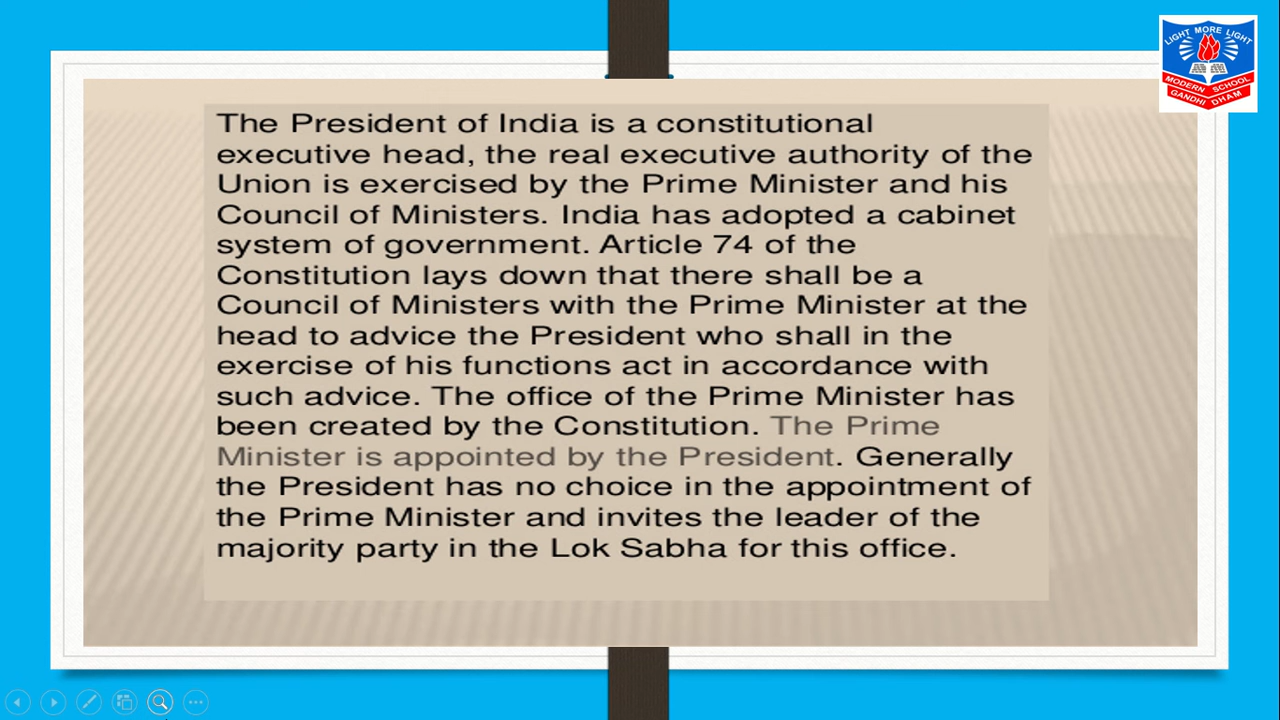 LIGHT MORE LIGHT
MODERN SCHOOL
GANDHI DHAM
The President of India is a constitutional
executive head, the real executive authority of the
Union is exercised by the Prime Minister and his
Council of Ministers. India has adopted a cabinet
system of government. Article 74 of the
Constitution lays down that there shall be a
Council of Ministers with the Prime Minister at the
head to advice the President who shall in the
exercise of his functions act in accordance with
such advice. The office of the Prime Minister has
been created by the Constitution. The Prime
Minister is appointed by the President. Generally
the President has no choice in the appointment of
the Prime Minister and invites the leader of the
majority party in the Lok Sabha for this office.